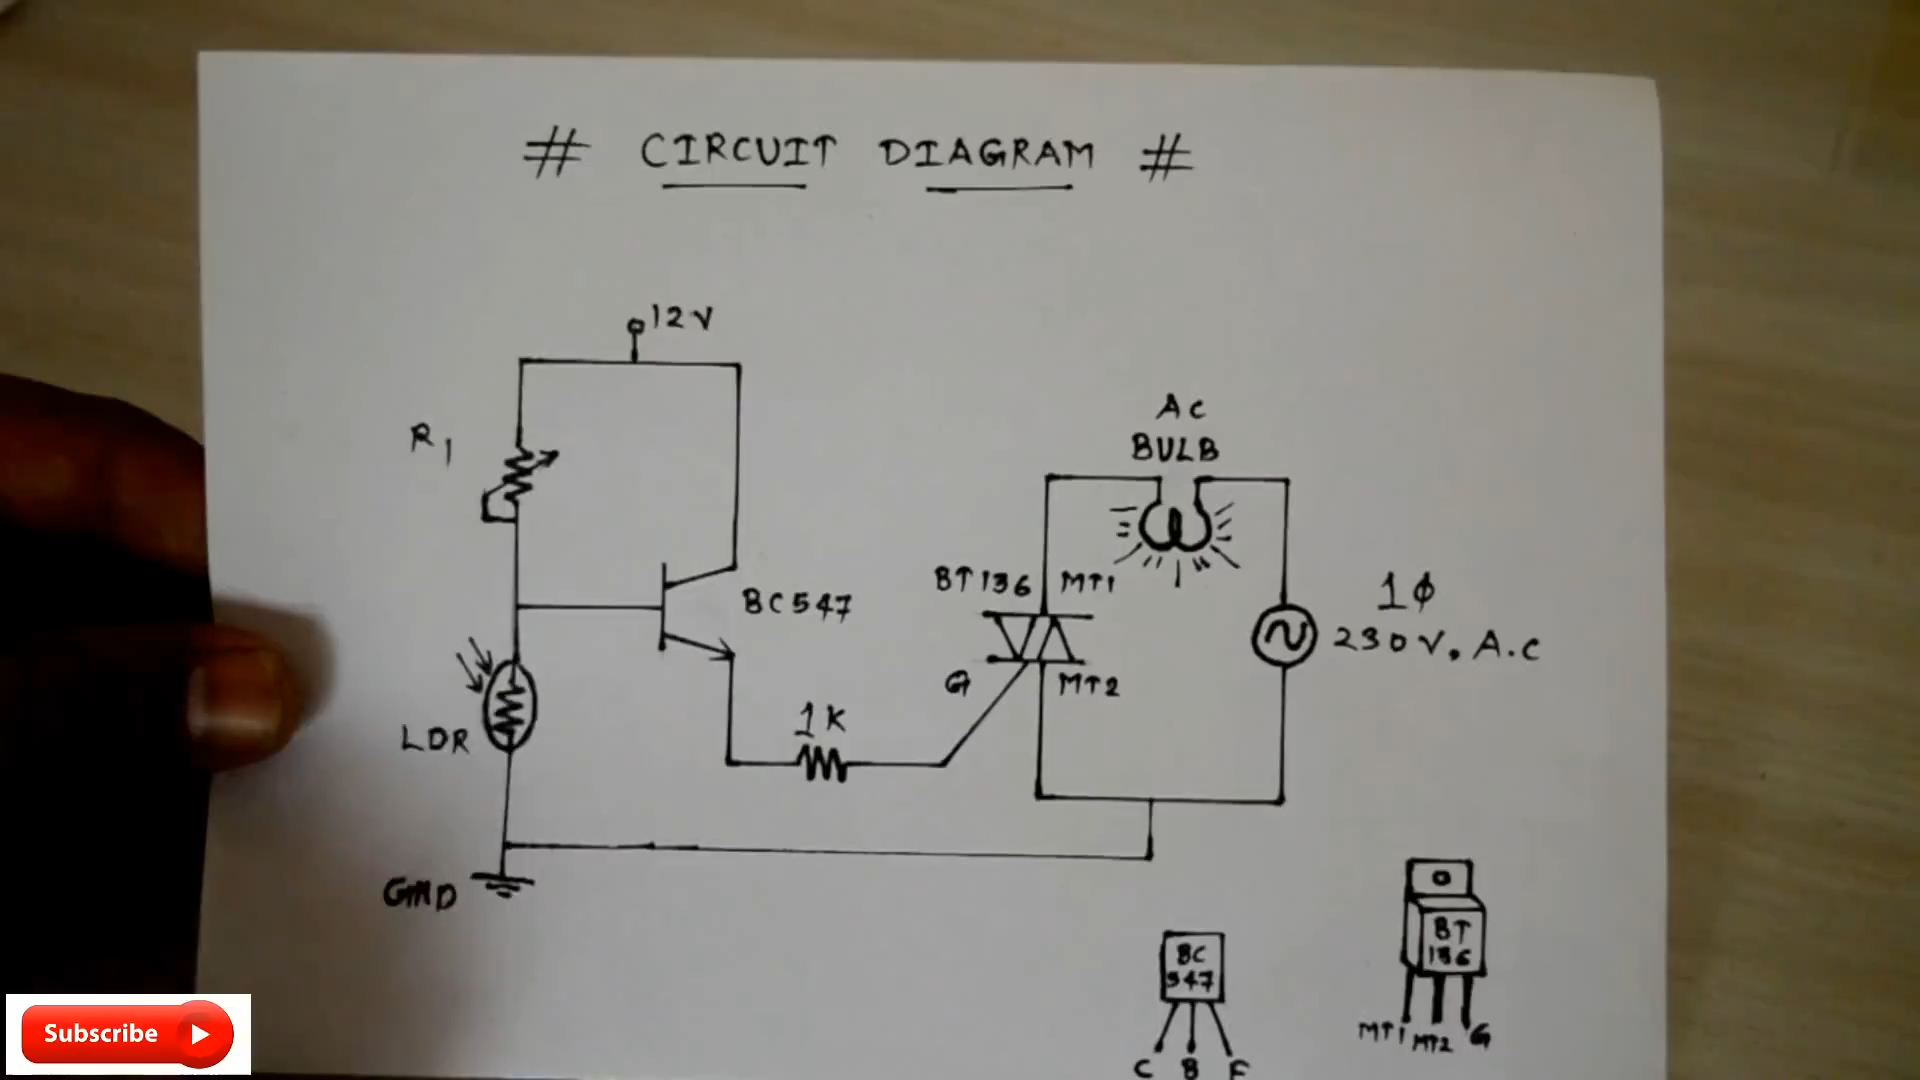 # CIRCUIT DIAGRAM #
12V
R1
AC
BULB
BT136 MT1
BC547
1ϕ
230V. A.C
G MT2
1K
LDR
GND
BT
136
BC
547
MT1 MT2 G
C B E
Subscribe